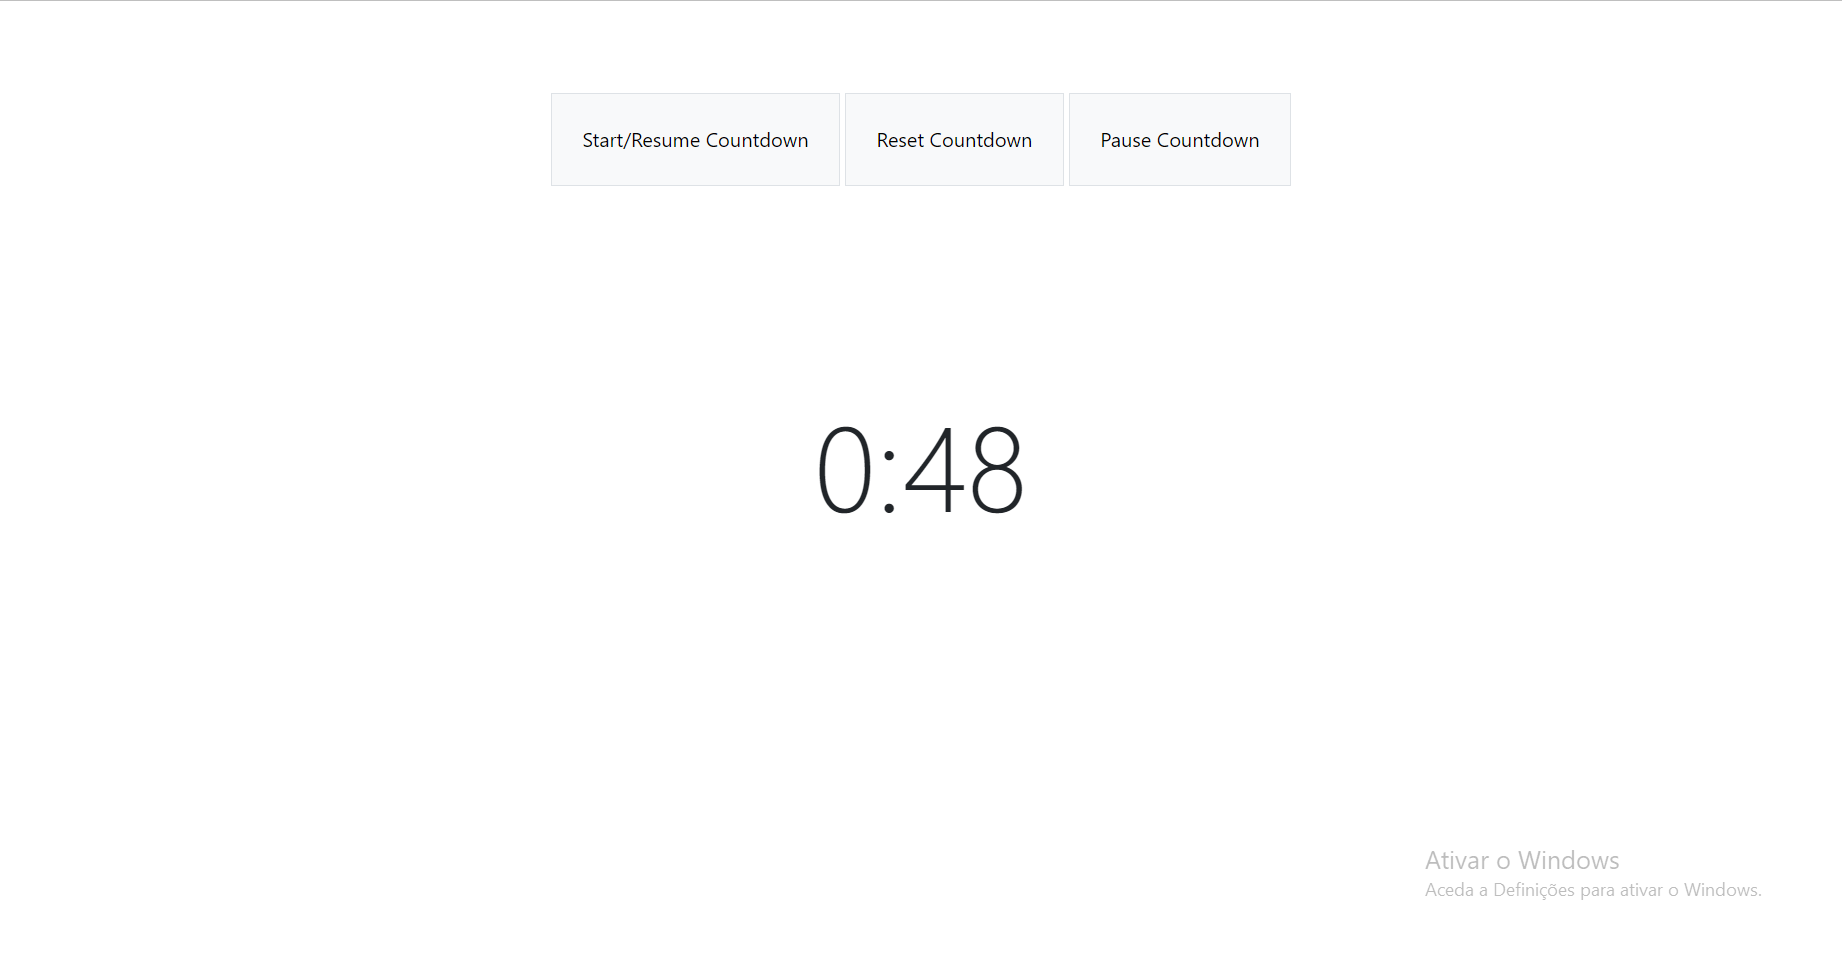 Start/Resume Countdown
Reset Countdown
Pause Countdown
0:48
Ativar o Windows
Aceda a Definições para ativar o Windows.